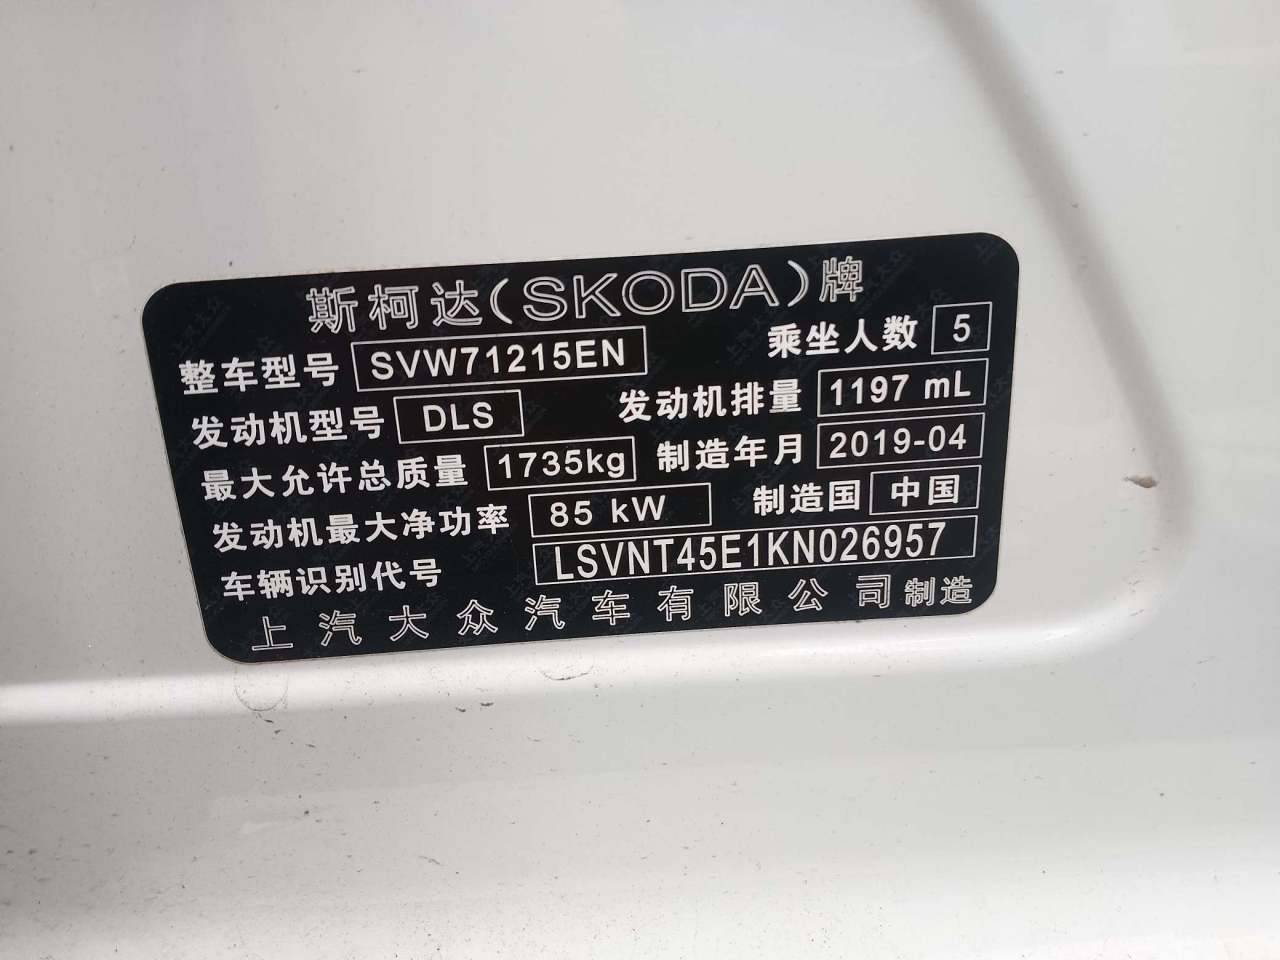 斯柯达(SKODA)牌
整车型号 SVW71215EN 乘坐人数 5
发动机型号 DLS 发动机排量 1197 mL
最大允许总质量 1735kg 制造年月 2019-04
发动机最大净功率 85 kW 制造国 中国
车辆识别代号 LSVNT45E1KN026957
上汽大众汽车有限公司制造